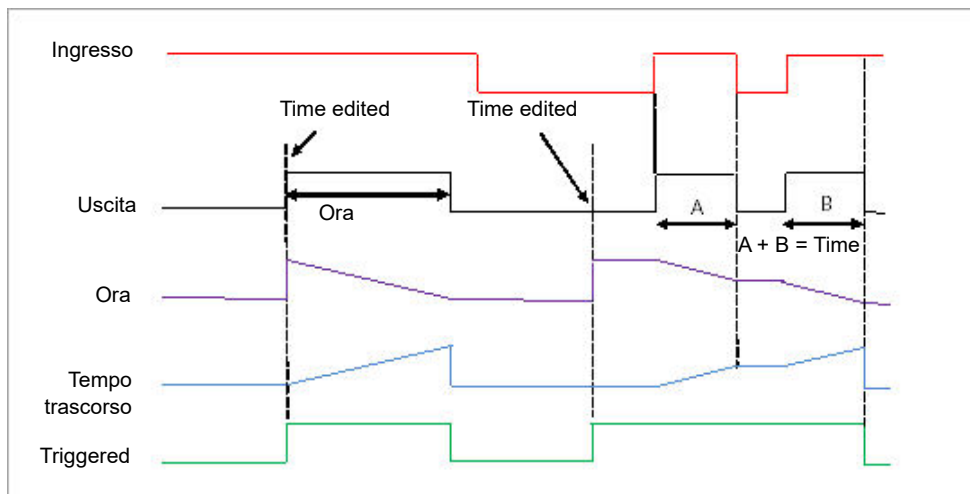 Ingresso
Time edited
Time edited
Uscita
Ora
A
B
A + B = Time
Ora
Tempo
trascorso
Triggered